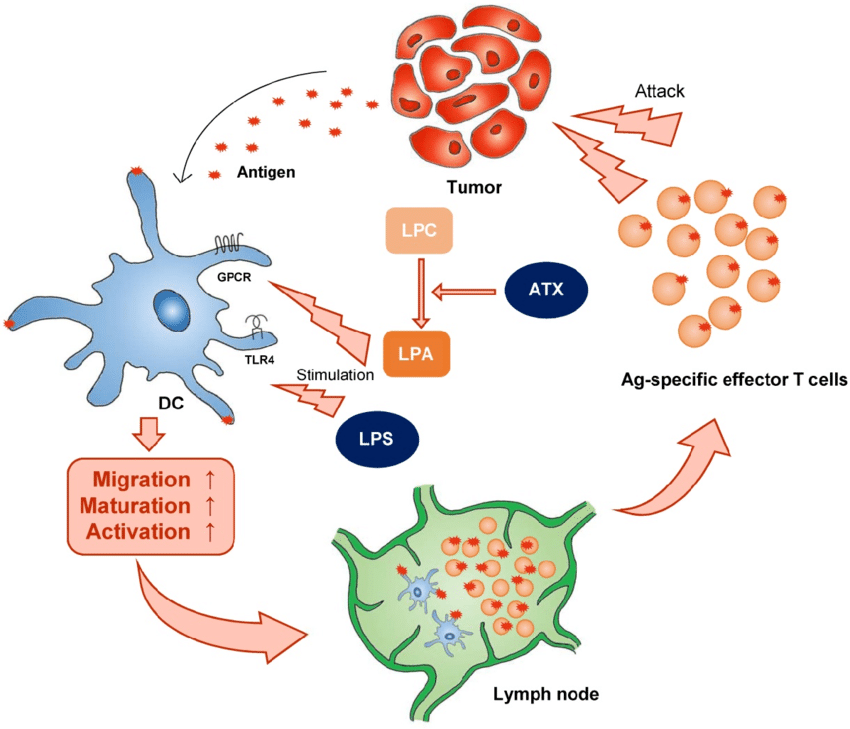 Attack
Antigen
Tumor
LPC
GPCR
ATX
LPA
TLR4
Stimulation
Ag-specific effector T cells
DC
LPS
Migration ↑
Maturation ↑
Activation ↑
Lymph node